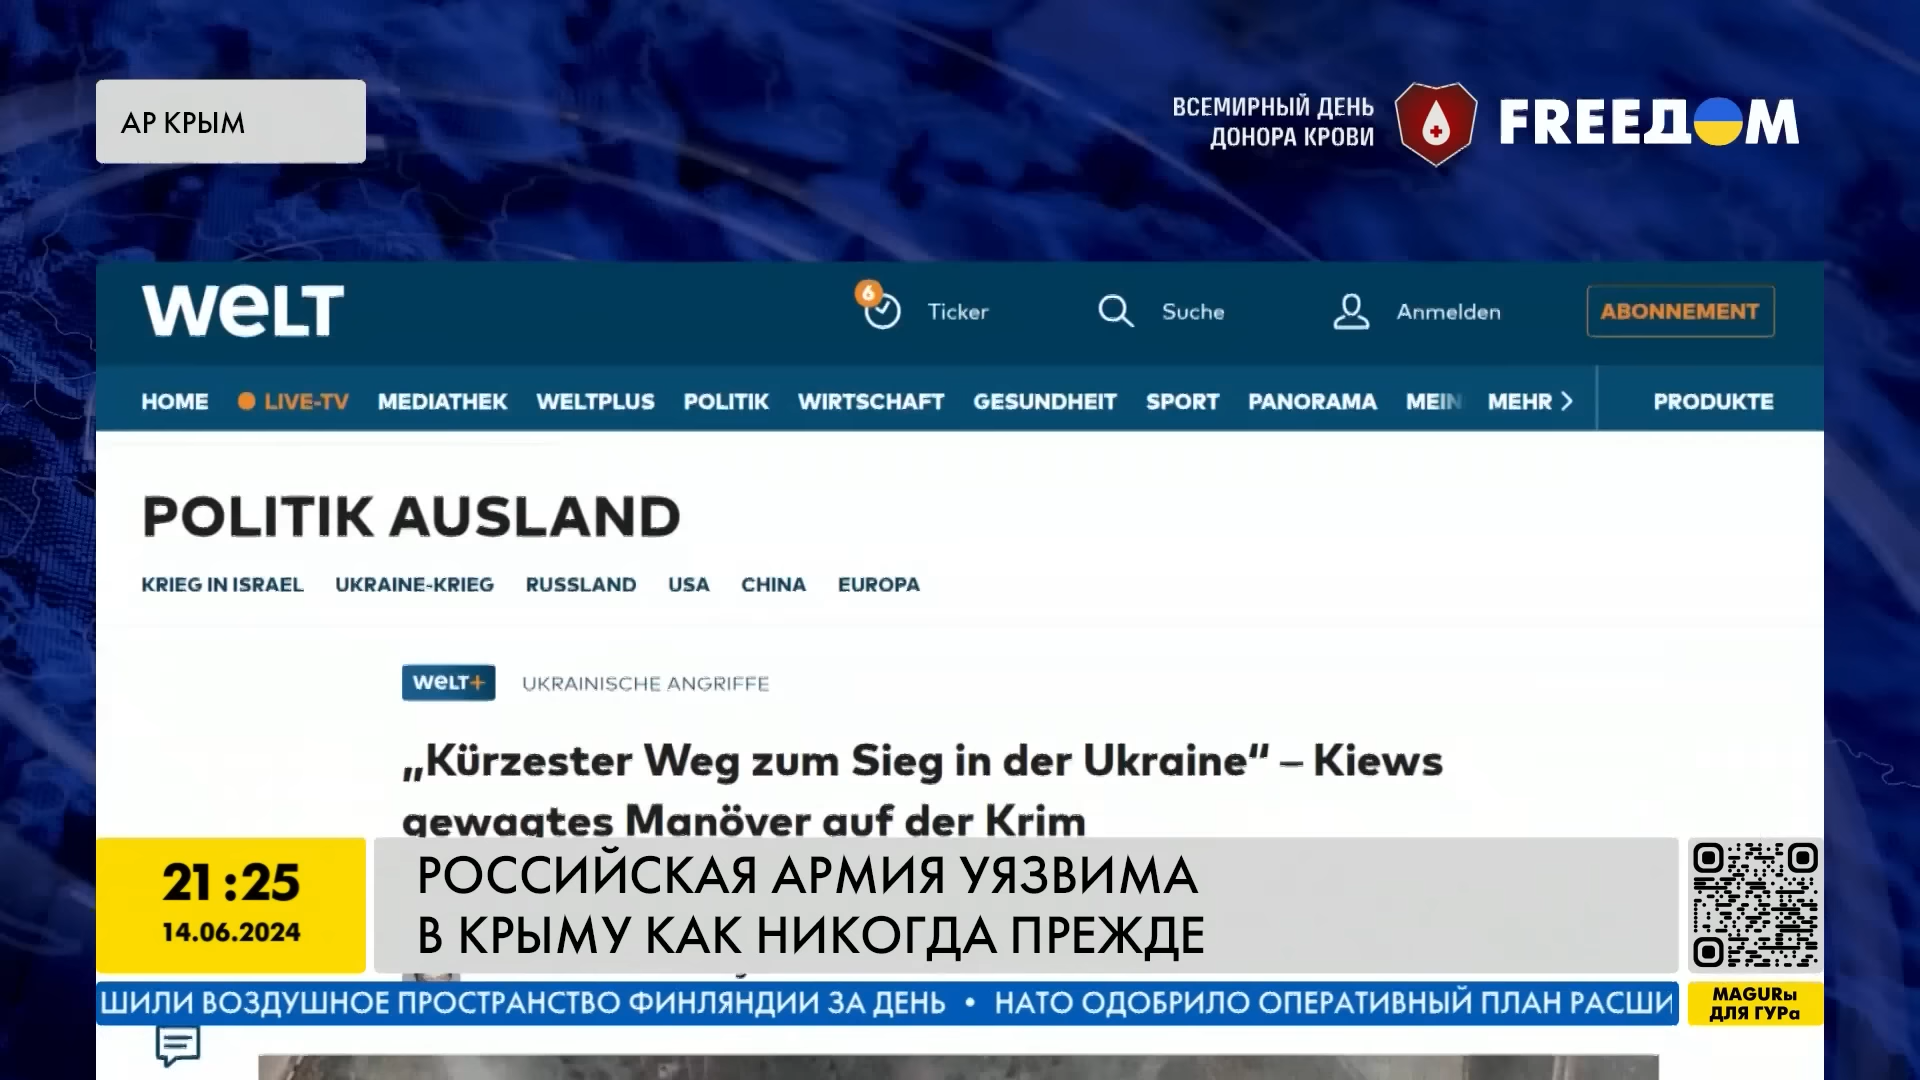 АР КРЫМ
ВСЕМИРНЫЙ ДЕНЬ
ДОНОРА КРОВИ
FREEДОМ
WELT
6
Ticker
Suche
Anmelden
ABONNEMENT
HOME
LIVE-TV
MEDIATHEK
WELTPLUS
POLITIK
WIRTSCHAFT
GESUNDHEIT
SPORT
PANORAMA
MEIN
MEHR
PRODUKTE
POLITIK AUSLAND
KRIEG IN ISRAEL
UKRAINE-KRIEG
RUSSLAND
USA
CHINA
EUROPA
WELT+
UKRAINISCHE ANGRIFFE
„Kürzester Weg zum Sieg in der Ukraine“ – Kiews
gewagtes Manöver auf der Krim
21:25
14.06.2024
РОССИЙСКАЯ АРМИЯ УЯЗВИМА
В КРЫМУ КАК НИКОГДА ПРЕЖДЕ
ШИЛИ ВОЗДУШНОЕ ПРОСТРАНСТВО ФИНЛЯНДИИ ЗА ДЕНЬ • НАТО ОДОБРИЛО ОПЕРАТИВНЫЙ ПЛАН РАСШИ
MAGURы
ДЛЯ ГУРа